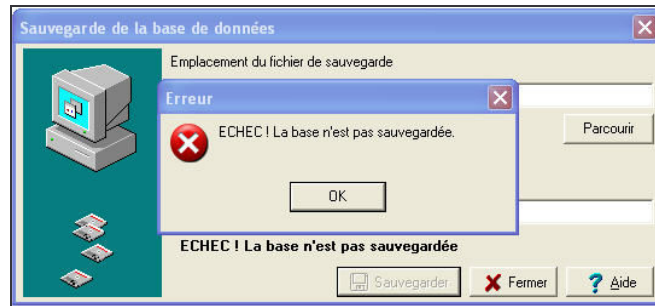 Sauvegarde de la base de données
Emplacement du fichier de sauvegarde
Erreur
ECHEC ! La base n'est pas sauvegardée.
Parcourir
OK
ECHEC ! La base n'est pas sauvegardée
Sauvegarder
Fermer
? Aide